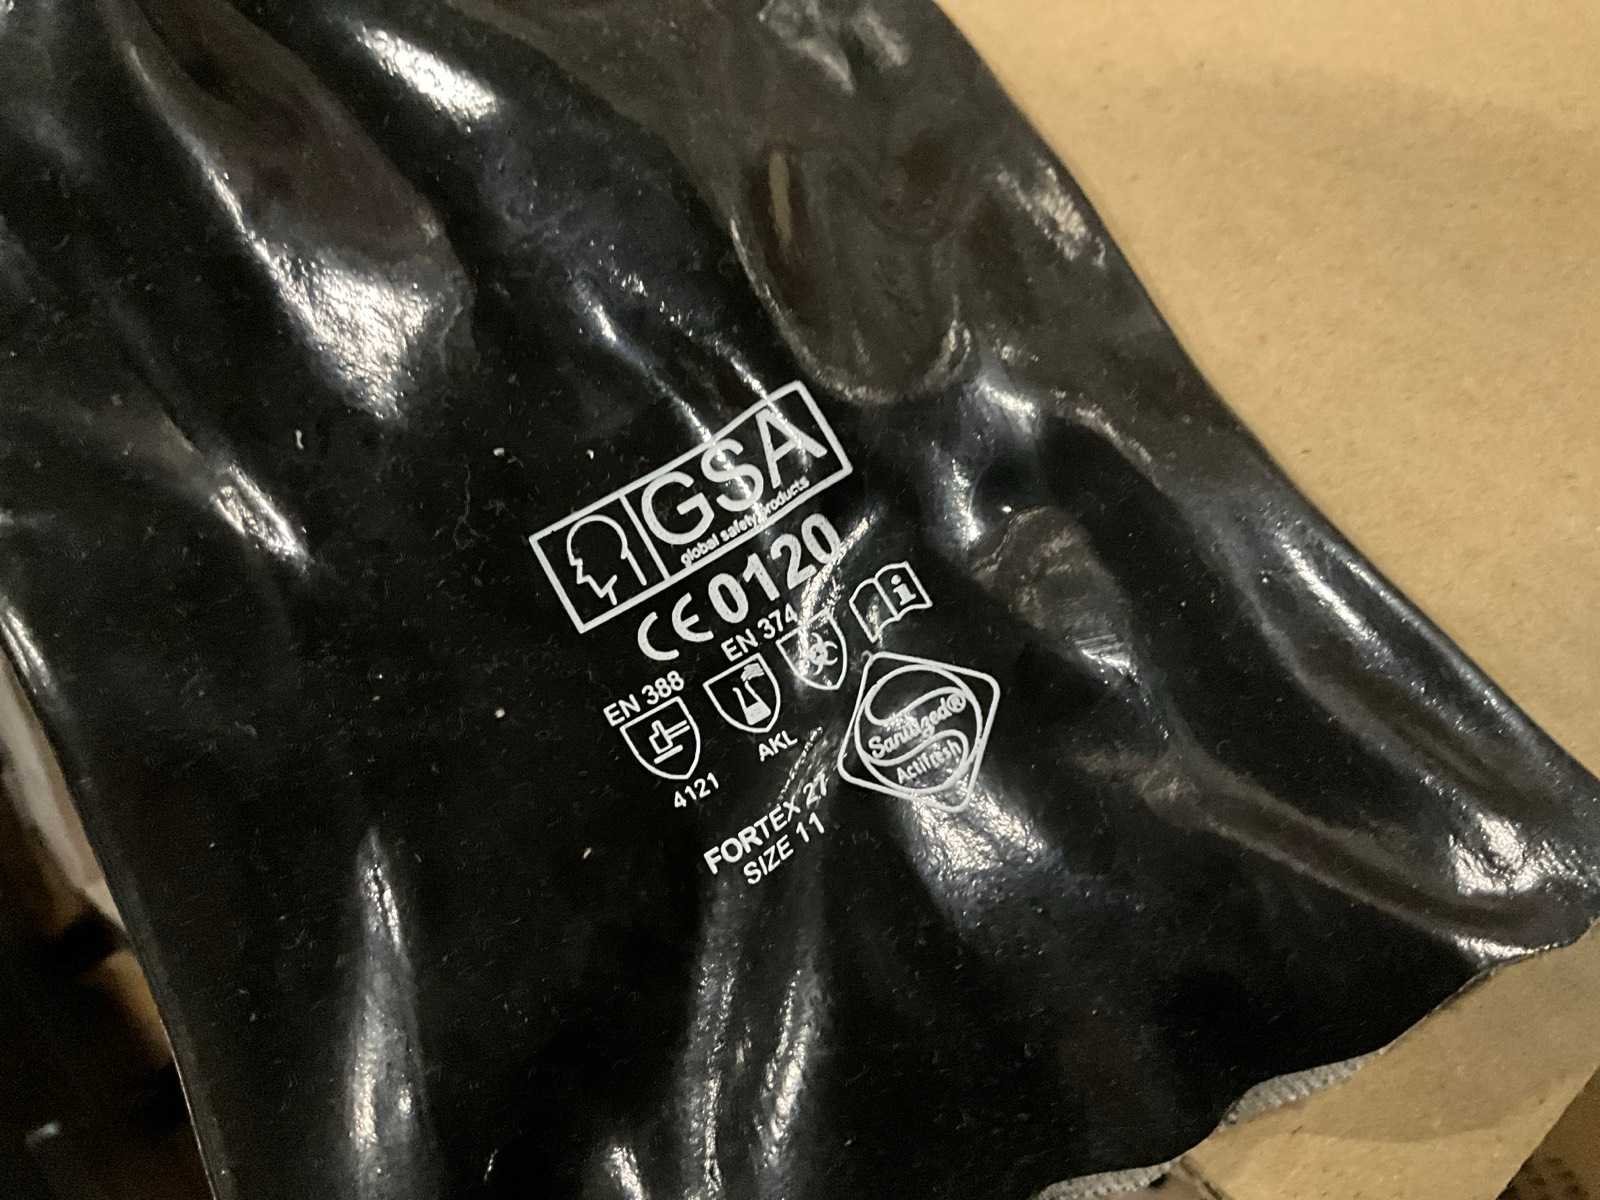 GSA
global safety products
CE 0120
EN 388
4121
EN 374
AKL
i
Sanitized®
Actifresh
FORTEX 27
SIZE 11